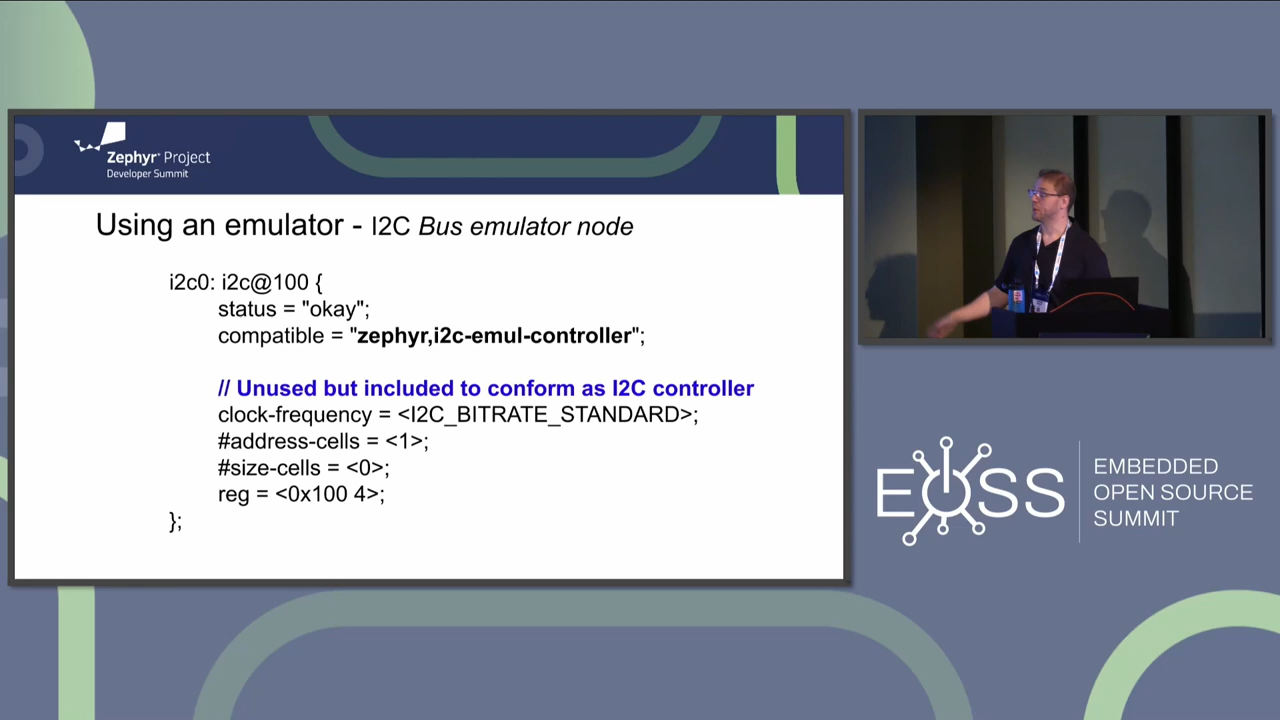 Zephyr® Project
Developer Summit
Using an emulator - I2C Bus emulator node
i2c0: i2c@100 {
status = "okay";
compatible = "zephyr,i2c-emul-controller";
// Unused but included to conform as I2C controller
clock-frequency = <I2C_BITRATE_STANDARD>;
#address-cells = <1>;
#size-cells = <0>;
reg = <0x100 4>;
};
EOSS
EMBEDDED
OPEN SOURCE
SUMMIT